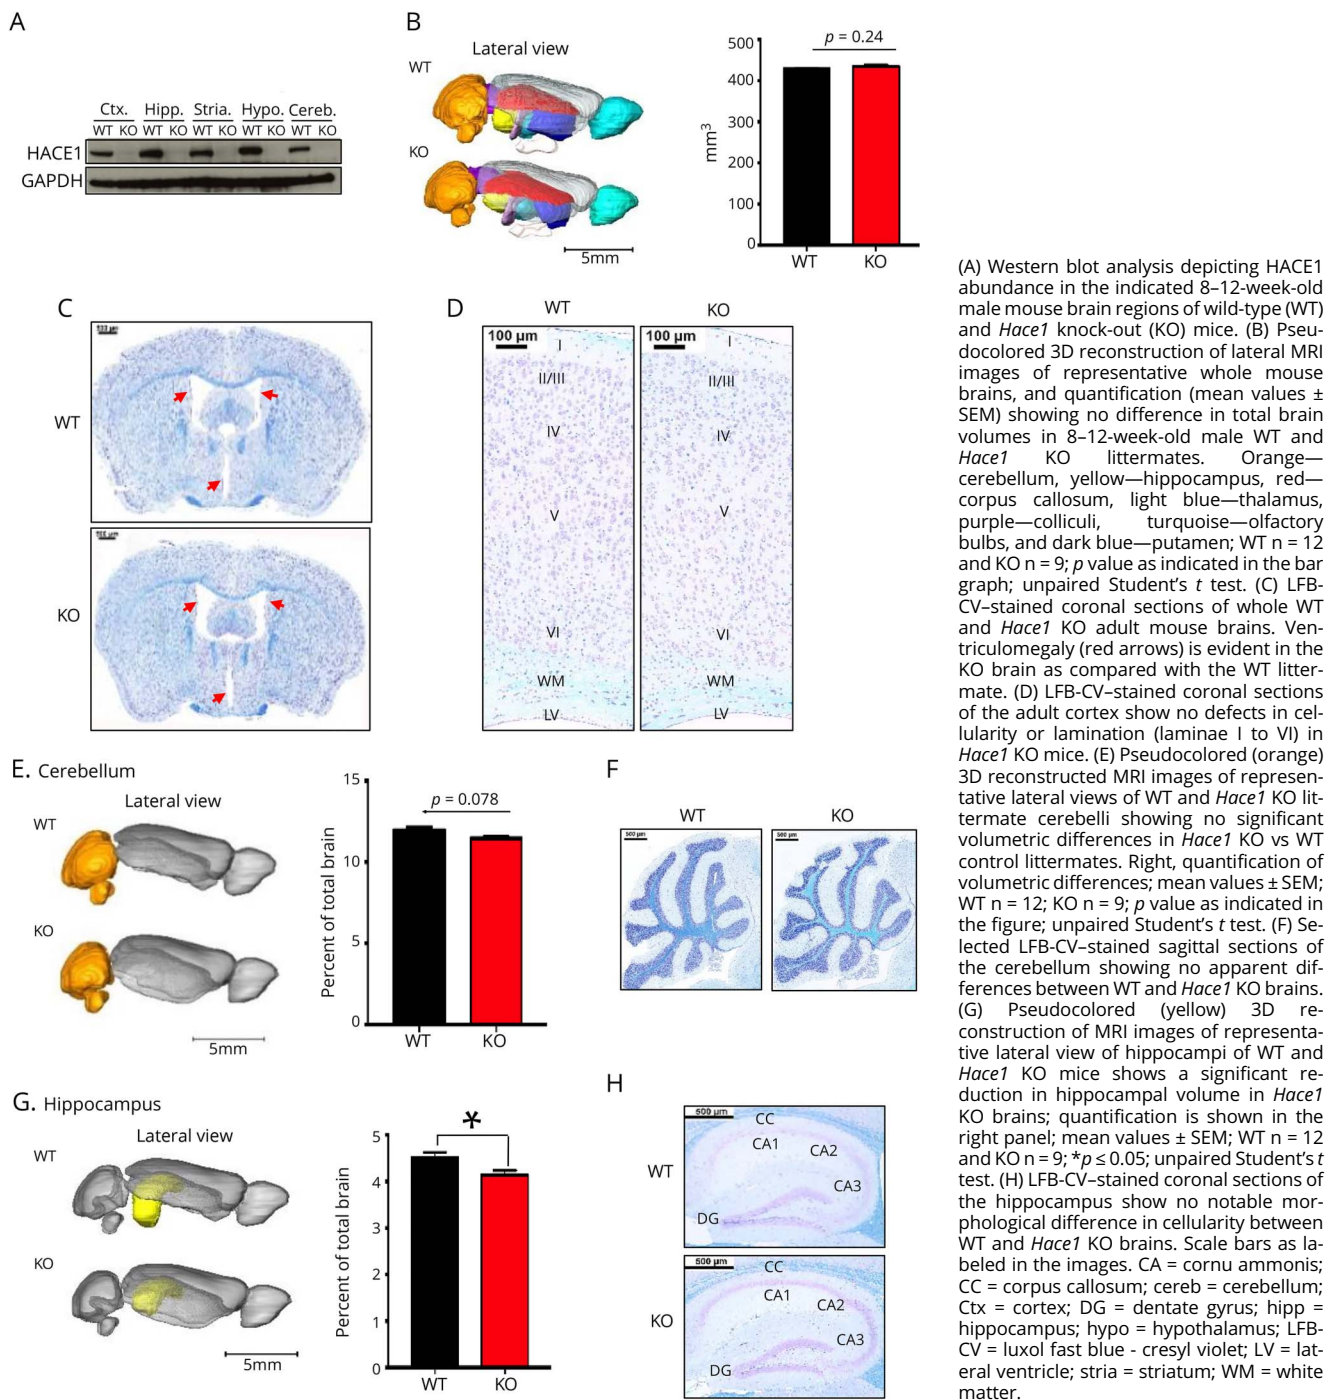 A
Ctx. Hipp. Stria. Hypo. Cereb.
WT KO WT KO WT KO WT KO WT KO
HACE1
GAPDH
B
Lateral view
WT
KO
5mm
p = 0.24
500
400
300
200
100
0
mm3
WT KO
C
WT
KO
D
WT KO
100 µm 100 µm
I I
II/III II/III
IV IV
V V
VI VI
WM WM
LV LV
E. Cerebellum
Lateral view
WT
KO
5mm
p = 0.078
15
10
5
0
Percent of total brain
WT KO
F
WT KO
500 µm 500 µm
G. Hippocampus
Lateral view
WT
KO
5mm
*
5
4
3
2
1
0
Percent of total brain
WT KO
H
WT
500 µm
CC
CA1 CA2
CA3
DG
KO
500 µm
CC
CA1 CA2
CA3
DG
(A) Western blot analysis depicting HACE1
abundance in the indicated 8–12-week-old
male mouse brain regions of wild-type (WT)
and Hace1 knock-out (KO) mice. (B) Pseu-
docolored 3D reconstruction of lateral MRI
images of representative whole mouse
brains, and quantification (mean values ±
SEM) showing no difference in total brain
volumes in 8–12-week-old male WT and
Hace1 KO littermates. Orange—
cerebellum, yellow—hippocampus, red—
corpus callosum, light blue—thalamus,
purple—colliculi, turquoise—olfactory
bulbs, and dark blue—putamen; WT n = 12
and KO n = 9; p value as indicated in the bar
graph; unpaired Student's t test. (C) LFB-
CV–stained coronal sections of whole WT
and Hace1 KO adult mouse brains. Ven-
triculomegaly (red arrows) is evident in the
KO brain as compared with the WT litter-
mate. (D) LFB-CV–stained coronal sections
of the adult cortex show no defects in cel-
lularity or lamination (laminae I to VI) in
Hace1 KO mice. (E) Pseudocolored (orange)
3D reconstructed MRI images of represen-
tative lateral views of WT and Hace1 KO lit-
termate cerebelli showing no significant
volumetric differences in Hace1 KO vs WT
control littermates. Right, quantification of
volumetric differences; mean values ± SEM;
WT n = 12; KO n = 9; p value as indicated in
the figure; unpaired Student's t test. (F) Se-
lected LFB-CV–stained sagittal sections of
the cerebellum showing no apparent dif-
ferences between WT and Hace1 KO brains.
(G) Pseudocolored (yellow) 3D re-
construction of MRI images of representa-
tive lateral view of hippocampi of WT and
Hace1 KO mice shows a significant re-
duction in hippocampal volume in Hace1
KO brains; quantification is shown in the
right panel; mean values ± SEM; WT n = 12
and KO n = 9; *p ≤ 0.05; unpaired Student's t
test. (H) LFB-CV–stained coronal sections of
the hippocampus show no notable mor-
phological difference in cellularity between
WT and Hace1 KO brains. Scale bars as la-
beled in the images. CA = cornu ammonis;
CC = corpus callosum; cereb = cerebellum;
Ctx = cortex; DG = dentate gyrus; hipp =
hippocampus; hypo = hypothalamus; LFB-
CV = luxol fast blue - cresyl violet; LV = lat-
eral ventricle; stria = striatum; WM = white
matter.